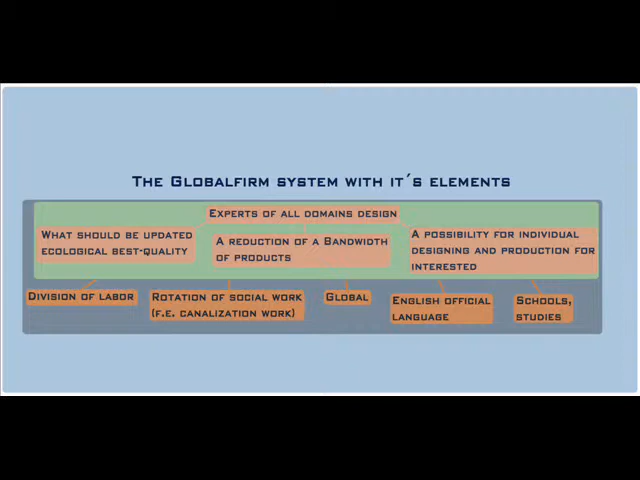 The Globalfirm system with it´s elements
Experts of all domains design
What should be updated
ecological best-quality
A reduction of a Bandwidth
of products
A possibility for individual
designing and production for
interested
Division of labor
Rotation of social work
(f.e. canalization work)
Global
English official
language
Schools,
studies